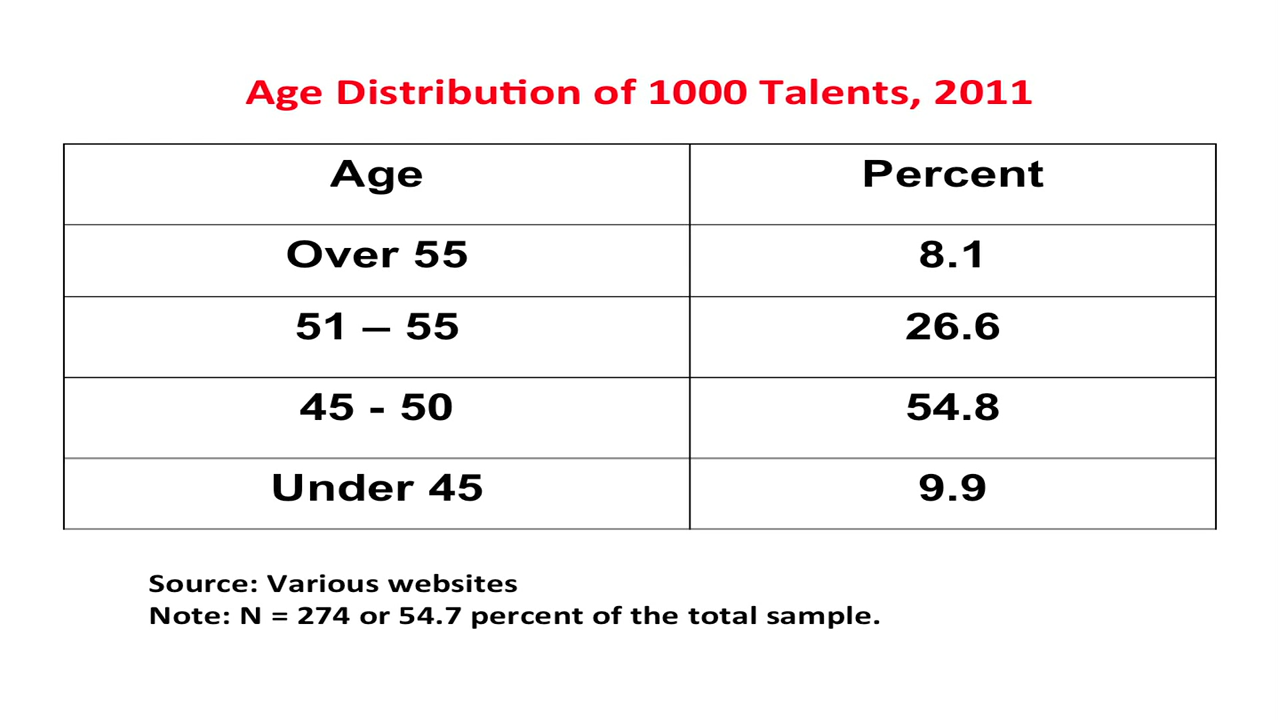 Age Distribution of 1000 Talents, 2011
Age Percent
Over 55 8.1
51 – 55 26.6
45 - 50 54.8
Under 45 9.9
Source: Various websites
Note: N = 274 or 54.7 percent of the total sample.